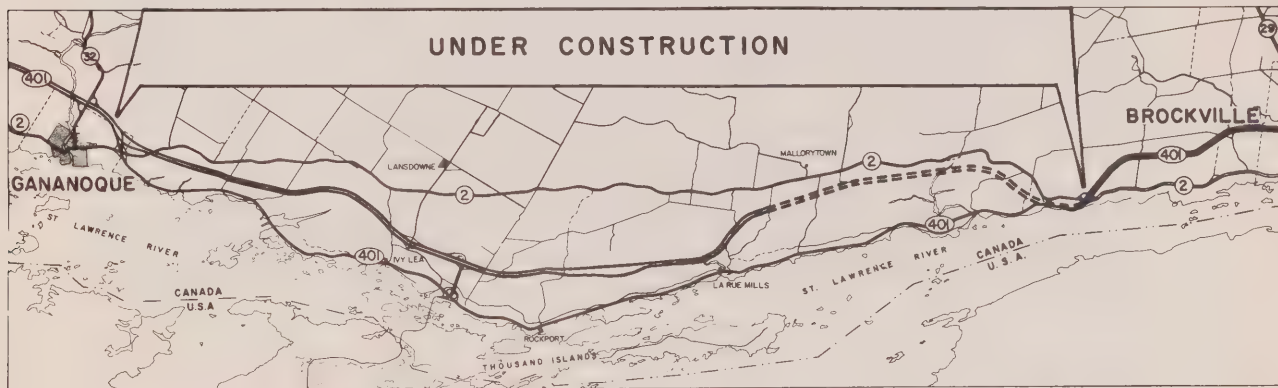 UNDER CONSTRUCTION
32
29
401
BROCKVILLE
2
LANSDOWNE
MALLORYTOWN
2
401
GANANOQUE
2
2
ST. LAWRENCE RIVER
401
401
CANADA
U.S.A.
IVY LEA
LA RUE MILLS
ST. LAWRENCE RIVER
CANADA
U.S.A
ROCKPORT
THOUSAND ISLANDS